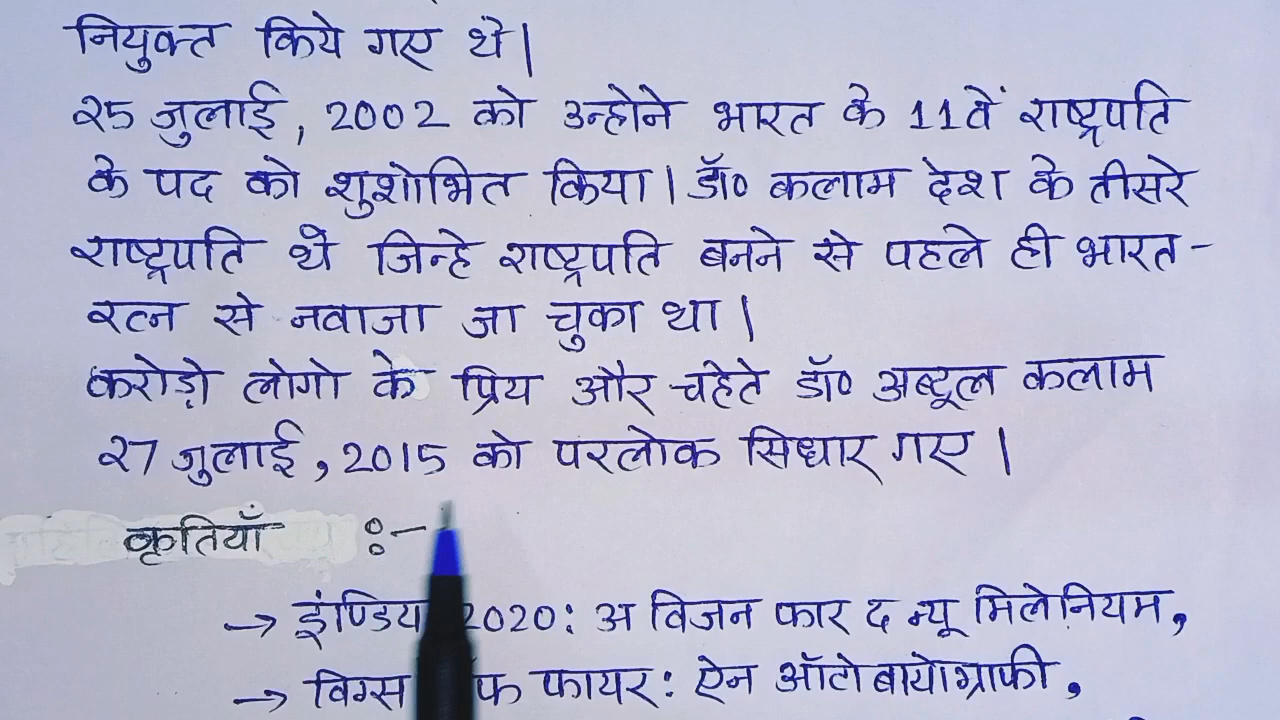 नियुक्त किये गए थे।
25 जुलाई, 2002 को उन्होने भारत के 11वें राष्ट्रपति
के पद को शुशोभित किया। डॉ० कलाम देश के तीसरे
राष्ट्रपति थे जिन्हे राष्ट्रपति बनने से पहले ही भारत-
रत्न से नवाजा जा चुका था।
करोड़ो लोगो के प्रिय और चहेते डॉ० अब्दूल कलाम
27 जुलाई, 2015 को परलोक सिधार गए।
कृतियाँ :-
→ 2020: अ विजन फार द न्यू मिलेनियम,
→ विंग्स फायर: ऐन ऑटोबायोग्राफी,